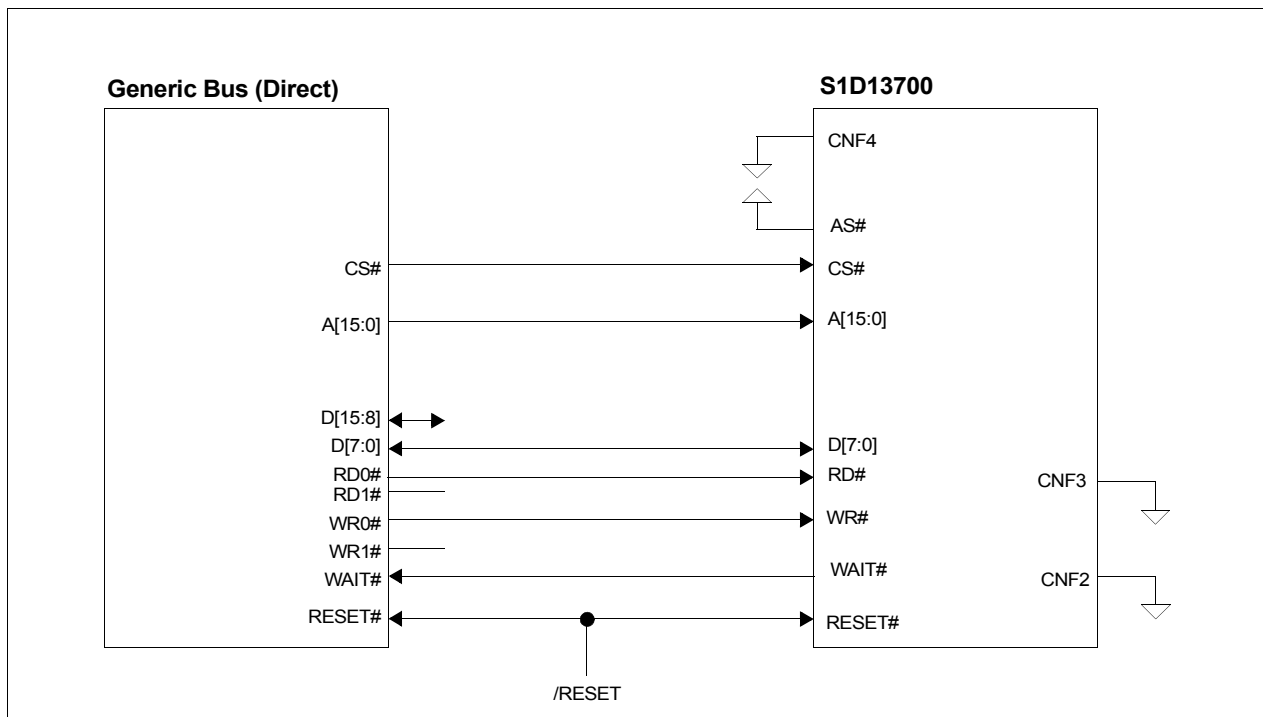 Generic Bus (Direct)
S1D13700
CNF4
AS#
CS#
CS#
A[15:0]
A[15:0]
D[15:8]
D[7:0]
D[7:0]
RD0#
RD#
RD1#
CNF3
WR0#
WR#
WR1#
WAIT#
WAIT#
CNF2
RESET#
RESET#
/RESET